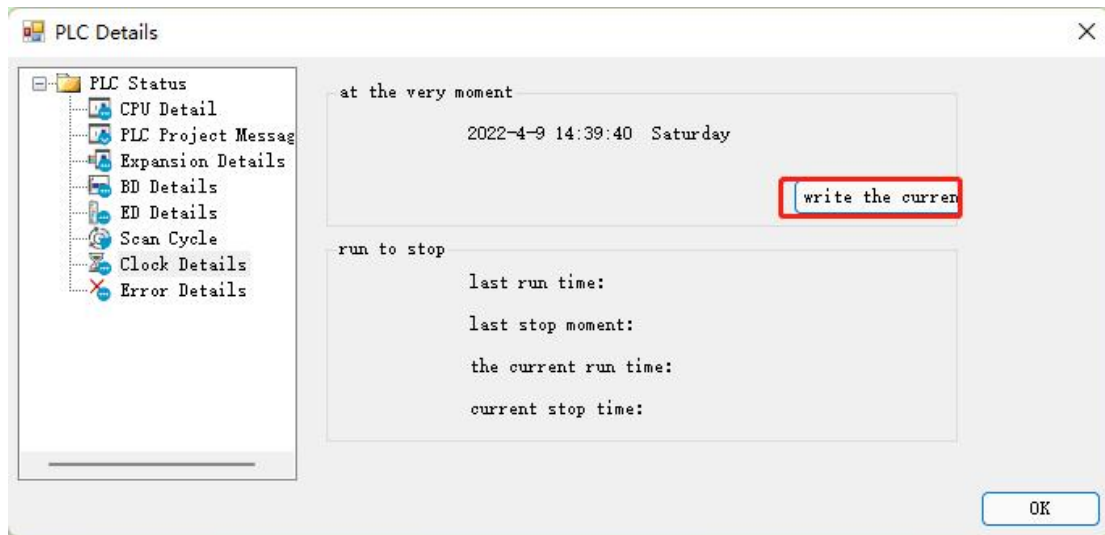 PLC Details
PLC Status
CPU Detail
PLC Project Messag
Expansion Details
BD Details
ED Details
Scan Cycle
Clock Details
Error Details
at the very moment
2022-4-9 14:39:40 Saturday
write the curren
run to stop
last run time:
last stop moment:
the current run time:
current stop time:
OK